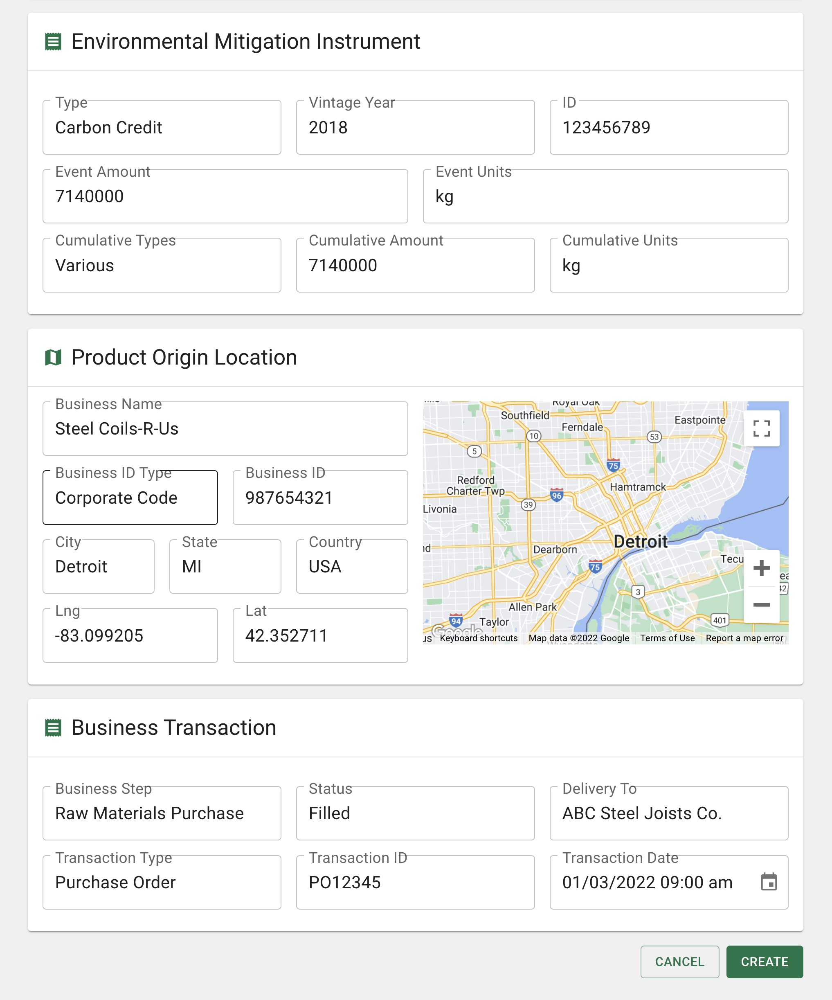 Environmental Mitigation Instrument
Type
Carbon Credit
Vintage Year
2018
ID
123456789
Event Amount
7140000
Event Units
kg
Cumulative Types
Various
Cumulative Amount
7140000
Cumulative Units
kg
Product Origin Location
Business Name
Steel Coils-R-Us
Business ID Type
Corporate Code
Business ID
987654321
City
Detroit
State
MI
Country
USA
Lng
-83.099205
Lat
42.352711
Royal Oak
Southfield
Ferndale
Eastpointe
10
53
5
75
Redford
Charter Twp
Hamtramck
96
39
Livonia
Detroit
Dearborn
75
3
Allen Park
94
Taylor
401
42
Google
Keyboard shortcuts
Map data ©2022 Google
Terms of Use
Report a map error
Business Transaction
Business Step
Raw Materials Purchase
Status
Filled
Delivery To
ABC Steel Joists Co.
Transaction Type
Purchase Order
Transaction ID
PO12345
Transaction Date
01/03/2022 09:00 am
CANCEL
CREATE